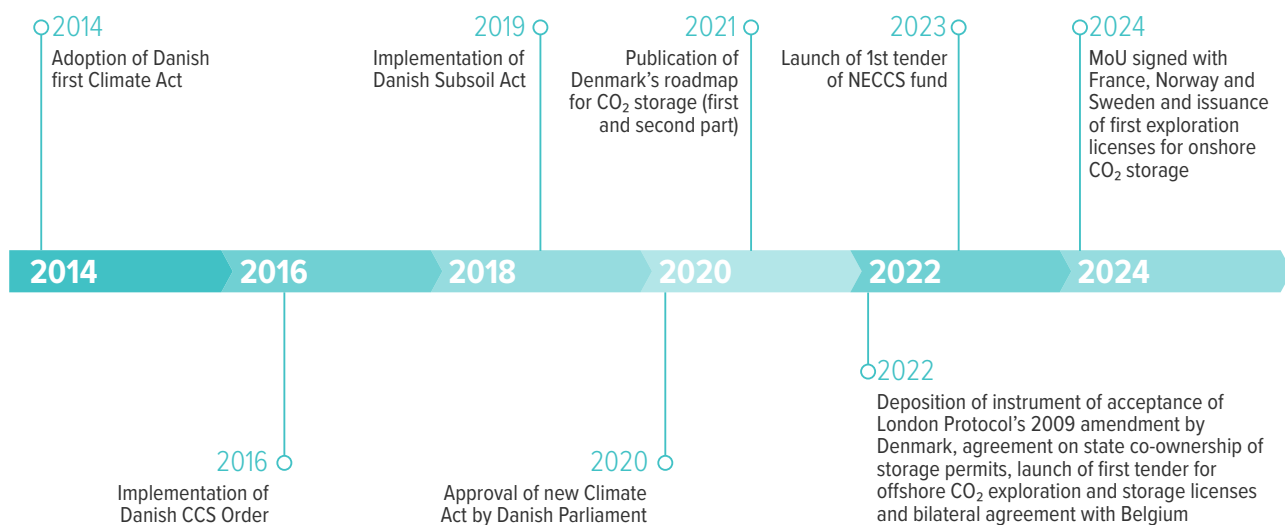 2014
Adoption of Danish
first Climate Act
2019
Implementation of
Danish Subsoil Act
2021
Publication of
Denmark's roadmap
for CO₂ storage (first
and second part)
2023
Launch of 1st tender
of NECCS fund
2024
MoU signed with
France, Norway and
Sweden and issuance
of first exploration
licenses for onshore
CO₂ storage
2014 2016 2018 2020 2022 2024
2016
Implementation of
Danish CCS Order
2020
Approval of new Climate
Act by Danish Parliament
2022
Deposition of instrument of acceptance of
London Protocol's 2009 amendment by
Denmark, agreement on state co-ownership of
storage permits, launch of first tender for
offshore CO₂ exploration and storage licenses
and bilateral agreement with Belgium